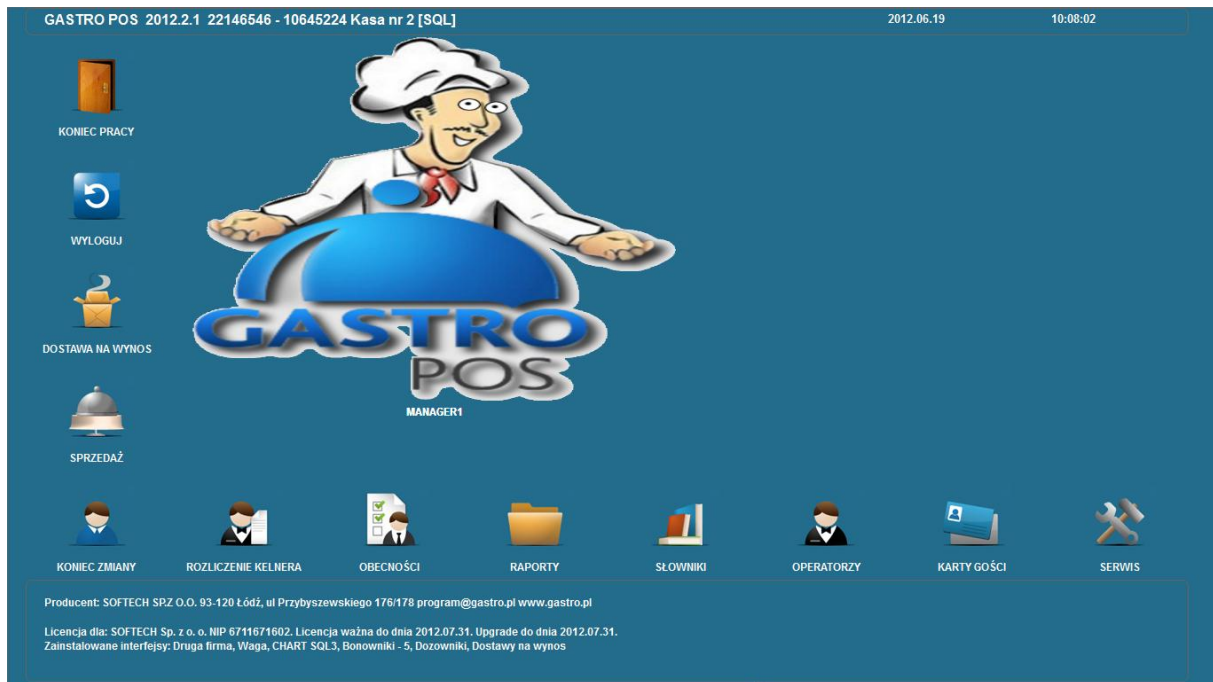 GASTRO POS 2012.2.1 22146546 - 10645224 Kasa nr 2 [SQL] 2012.06.19 10:08:02
KONIEC PRACY
WYLOGUJ
DOSTAWA NA WYNOS
SPRZEDAŻ
GASTRO
POS
MANAGER1
KONIEC ZMIANY ROZLICZENIE KELNERA OBECNOŚCI RAPORTY SŁOWNIKI OPERATORZY KARTY GOŚCI SERWIS
Producent: SOFTECH SP.Z O.O. 93-120 Łódź, ul Przybyszewskiego 176/178 program@gastro.pl www.gastro.pl
Licencja dla: SOFTECH Sp. z o. o. NIP 6711671602. Licencja ważna do dnia 2012.07.31. Upgrade do dnia 2012.07.31.
Zainstalowane interfejsy: Druga firma, Waga, CHART SQL3, Bonowniki - 5, Dozowniki, Dostawy na wynos